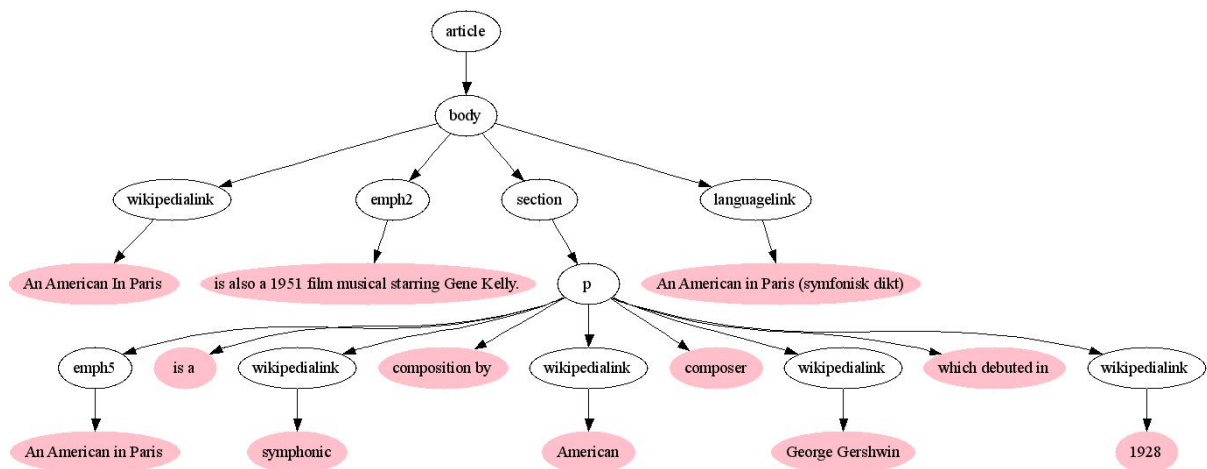 article
body
wikipedialink
emph2
section
languagelink
An American In Paris
is also a 1951 film musical starring Gene Kelly.
p
An American in Paris (symfonisk dikt)
emph5
is a
wikipedialink
composition by
wikipedialink
composer
wikipedialink
which debuted in
wikipedialink
An American in Paris
symphonic
American
George Gershwin
1928